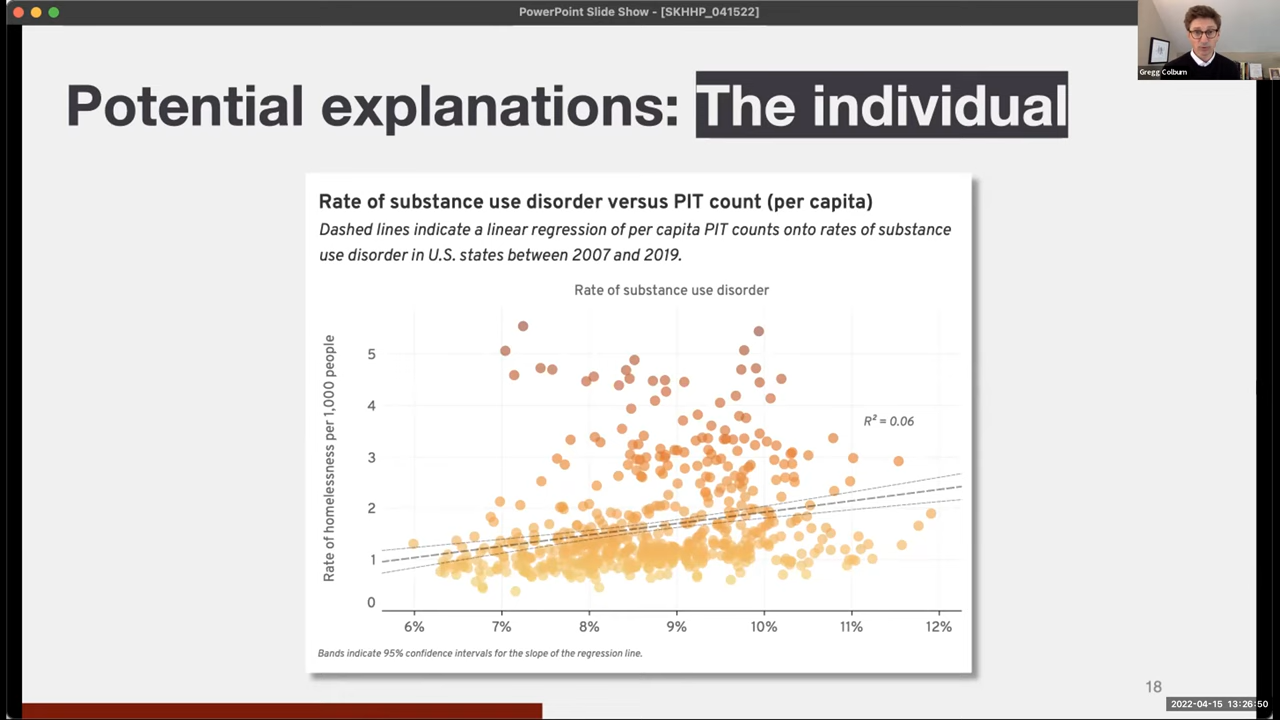 PowerPoint Slide Show - [SKHHP_041522]
Gregg Colburn
Potential explanations: The individual
Rate of substance use disorder versus PIT count (per capita)
Dashed lines indicate a linear regression of per capita PIT counts onto rates of substance
use disorder in U.S. states between 2007 and 2019.
Rate of substance use disorder
Rate of homelessness per 1,000 people
5
4
3
2
1
0
R² = 0.06
6% 7% 8% 9% 10% 11% 12%
Bands indicate 95% confidence intervals for the slope of the regression line.
18
2022-04-15 13:26:50